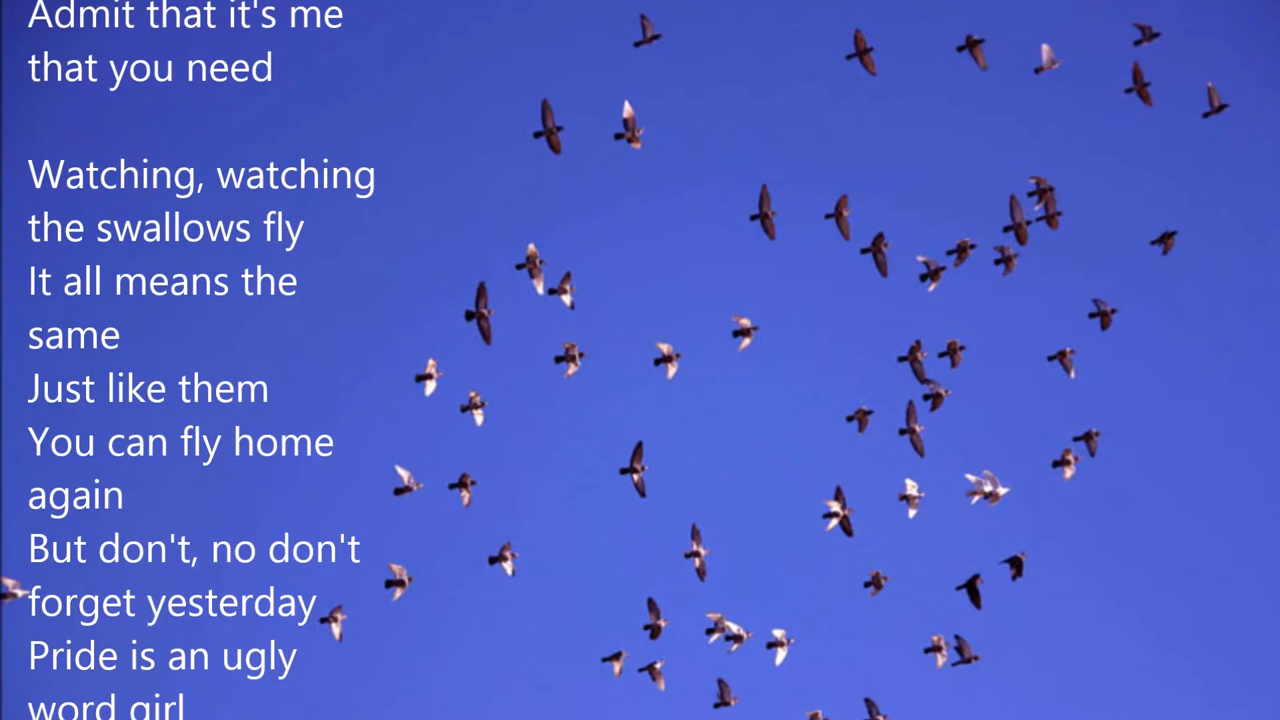 Admit that it's me
that you need
Watching, watching
the swallows fly
It all means the
same
Just like them
You can fly home
again
But don't, no don't
forget yesterday
Pride is an ugly
word girl